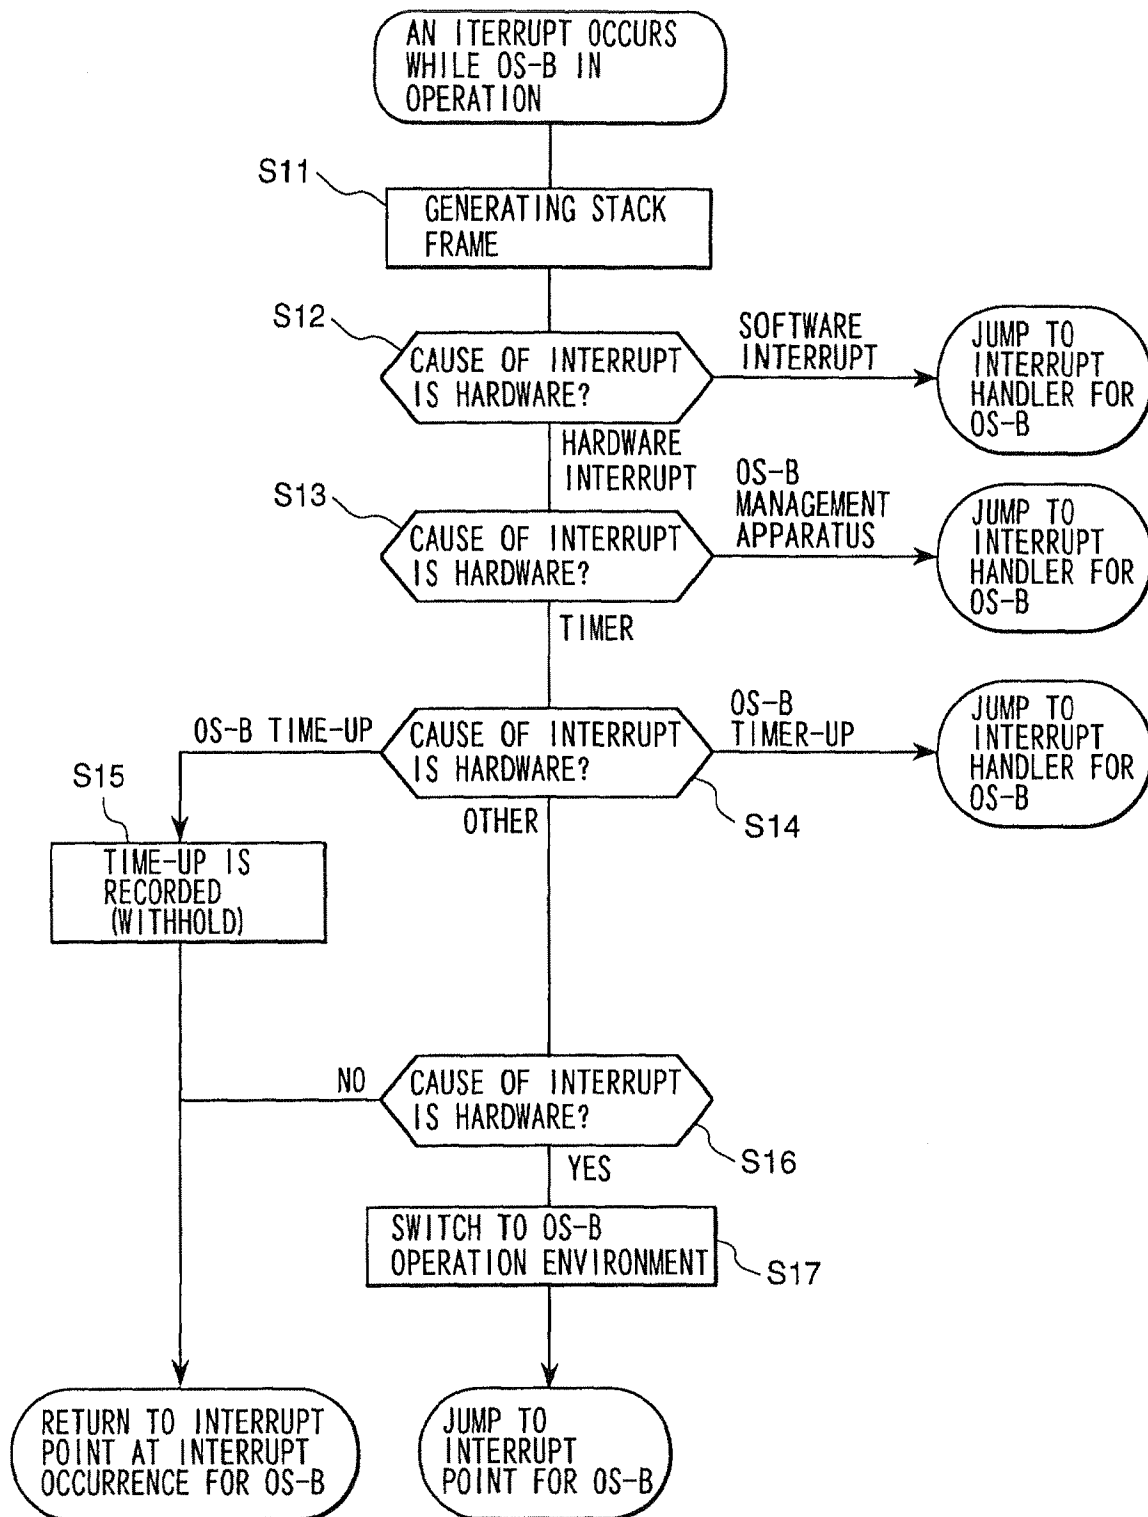 AN ITERRUPT OCCURS
WHILE OS-B IN
OPERATION
S11
GENERATING STACK
FRAME
S12
CAUSE OF INTERRUPT
IS HARDWARE?
SOFTWARE
INTERRUPT
JUMP TO
INTERRUPT
HANDLER FOR
OS-B
HARDWARE
INTERRUPT
S13
CAUSE OF INTERRUPT
IS HARDWARE?
OS-B
MANAGEMENT
APPARATUS
JUMP TO
INTERRUPT
HANDLER FOR
OS-B
TIMER
OS-B TIME-UP
CAUSE OF INTERRUPT
IS HARDWARE?
OS-B
TIMER-UP
JUMP TO
INTERRUPT
HANDLER FOR
OS-B
S14
OTHER
S15
TIME-UP IS
RECORDED
(WITHHOLD)
NO
CAUSE OF INTERRUPT
IS HARDWARE?
S16
YES
SWITCH TO OS-B
OPERATION ENVIRONMENT
S17
RETURN TO INTERRUPT
POINT AT INTERRUPT
OCCURRENCE FOR OS-B
JUMP TO
INTERRUPT
POINT FOR OS-B